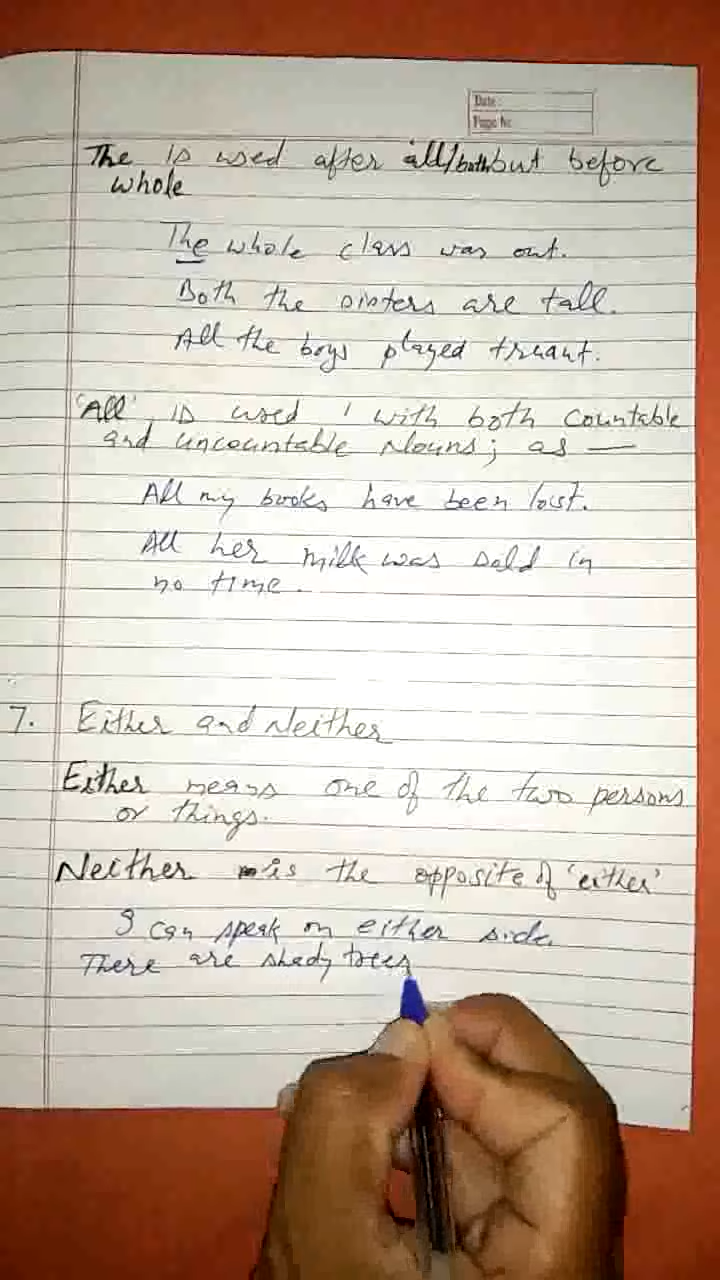 Date :
Page No
The is used after all/both but before
whole
The whole class was out.
Both the sisters are tall.
All the boys played truant.
'All' is used ' with both countable
and uncountable Nouns; as —
All my books have been lost.
All her milk was sold in
no time.
7. Either and Neither
Either means one of the two persons
or things.
Neither is the opposite of 'either'
I can speak on either side.
There are shady trees